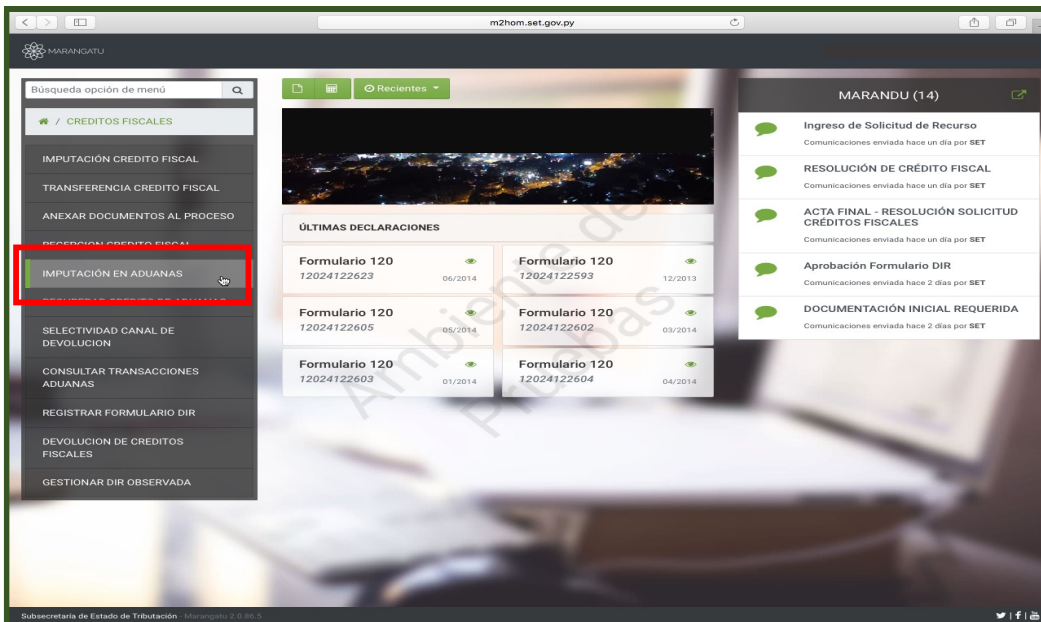 m2hom.set.gov.py
MARANGATU
Búsqueda opción de menú
/ CREDITOS FISCALES
IMPUTACIÓN CREDITO FISCAL
TRANSFERENCIA CREDITO FISCAL
ANEXAR DOCUMENTOS AL PROCESO
RECEPCION CREDITO FISCAL
IMPUTACIÓN EN ADUANAS
RECUPERAR CREDITO DE ADUANAS
SELECTIVIDAD CANAL DE
DEVOLUCION
CONSULTAR TRANSACCIONES
ADUANAS
REGISTRAR FORMULARIO DIR
DEVOLUCION DE CREDITOS
FISCALES
GESTIONAR DIR OBSERVADA
Recientes
ÚLTIMAS DECLARACIONES
Formulario 120
12024122623 06/2014
Formulario 120
12024122593 12/2013
Formulario 120
12024122605 05/2014
Formulario 120
12024122602 03/2014
Formulario 120
12024122603 01/2014
Formulario 120
12024122604 04/2014
Ambiente de
Pruebas
MARANDU (14)
Ingreso de Solicitud de Recurso
Comunicaciones enviada hace un día por SET
RESOLUCIÓN DE CRÉDITO FISCAL
Comunicaciones enviada hace un día por SET
ACTA FINAL - RESOLUCIÓN SOLICITUD
CRÉDITOS FISCALES
Comunicaciones enviada hace un día por SET
Aprobación Formulario DIR
Comunicaciones enviada hace 2 días por SET
DOCUMENTACIÓN INICIAL REQUERIDA
Comunicaciones enviada hace 2 días por SET
Subsecretaría de Estado de Tributación - Marangatu 2.0.86.5